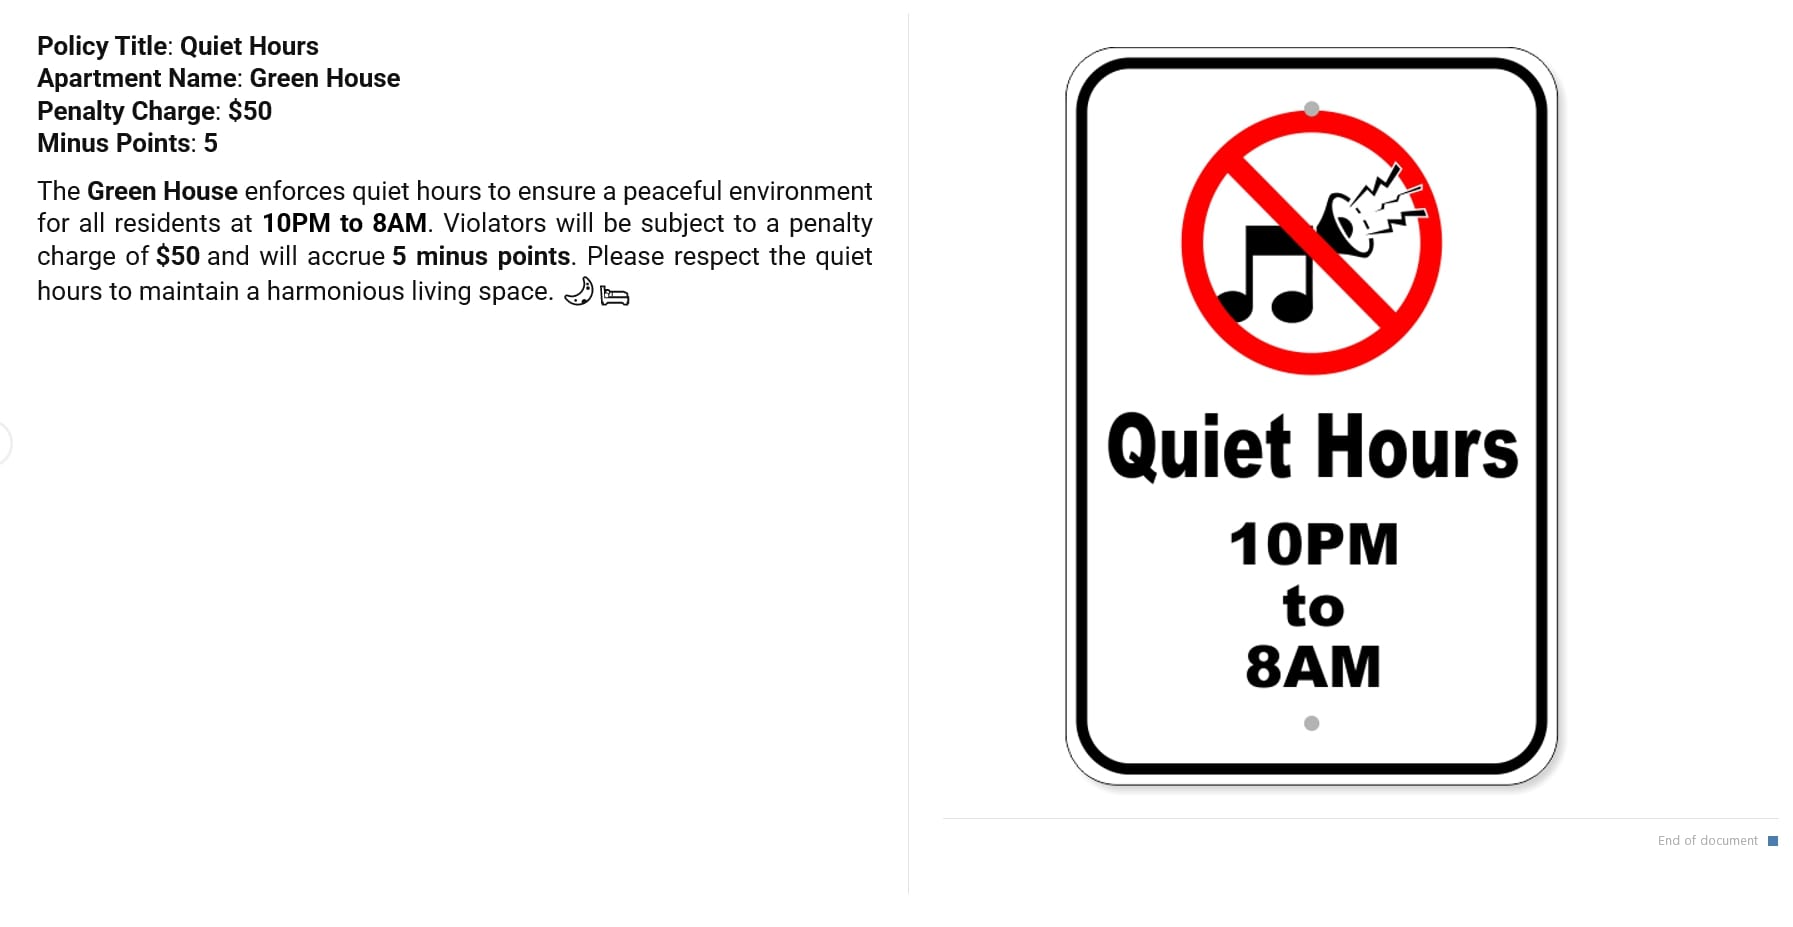 Policy Title: Quiet Hours
Apartment Name: Green House
Penalty Charge: $50
Minus Points: 5
The Green House enforces quiet hours to ensure a peaceful environment
for all residents at 10PM to 8AM. Violators will be subject to a penalty
charge of $50 and will accrue 5 minus points. Please respect the quiet
hours to maintain a harmonious living space. 🌙🛏
Quiet Hours
10PM
to
8AM
End of document